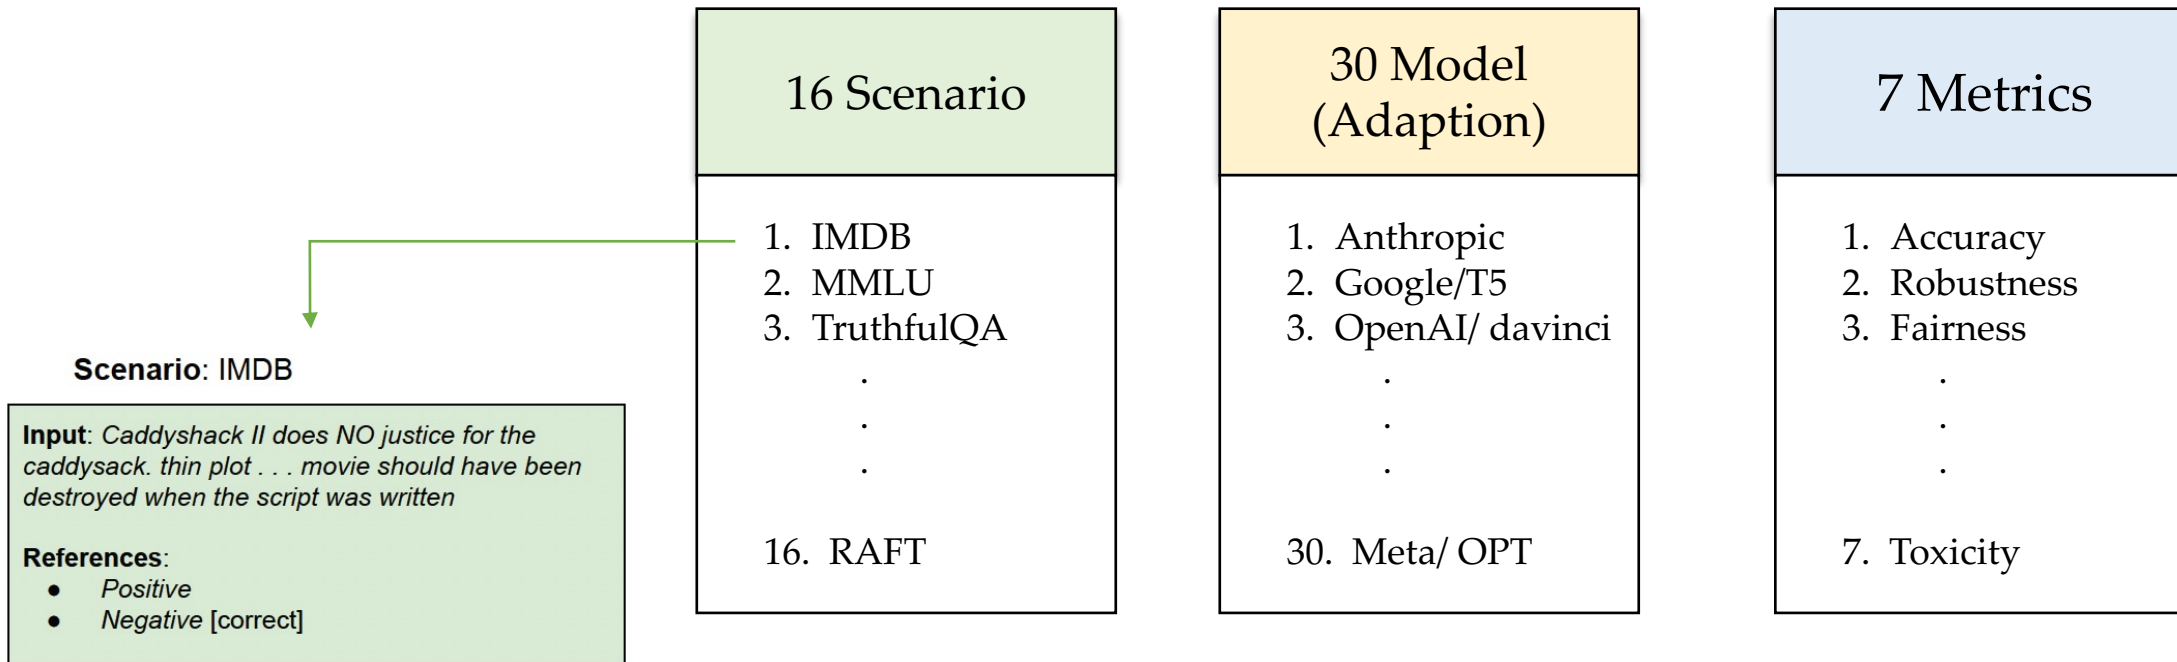 16 Scenario
1. IMDB
2. MMLU
3. TruthfulQA
.
.
.
16. RAFT
30 Model
(Adaption)
1. Anthropic
2. Google/T5
3. OpenAI/ davinci
.
.
.
30. Meta/ OPT
7 Metrics
1. Accuracy
2. Robustness
3. Fairness
.
.
.
7. Toxicity
Scenario: IMDB
Input: Caddyshack II does NO justice for the
caddysack. thin plot . . . movie should have been
destroyed when the script was written
References:
● Positive
● Negative [correct]